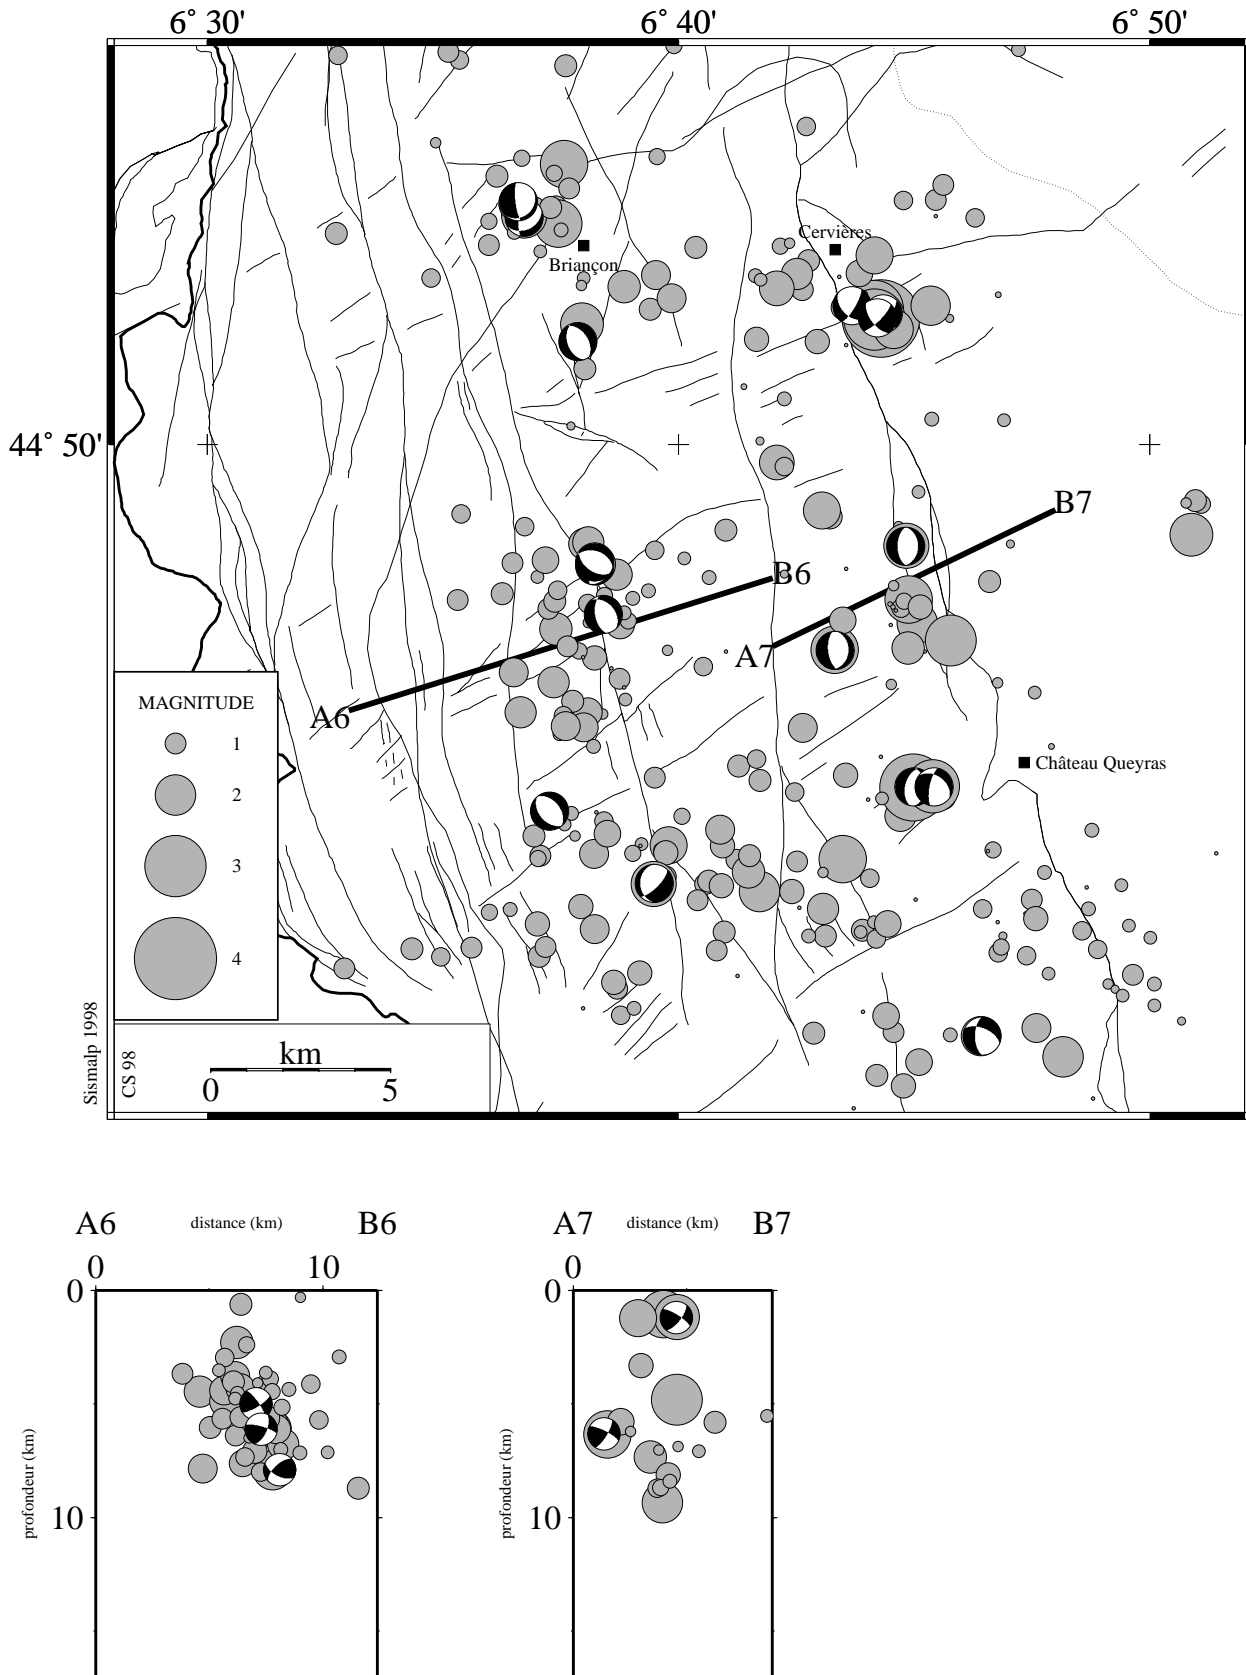 6° 30'
6° 40'
6° 50'
Cervières
Briançon
44° 50'
B7
B6
A7
A6
MAGNITUDE
1
2
3
4
Château Queyras
Sismalp 1998
CS 98
km
0 5
A6 distance (km) B6
0 10
0
10
profondeur (km)
A7 distance (km) B7
0
0
10
profondeur (km)